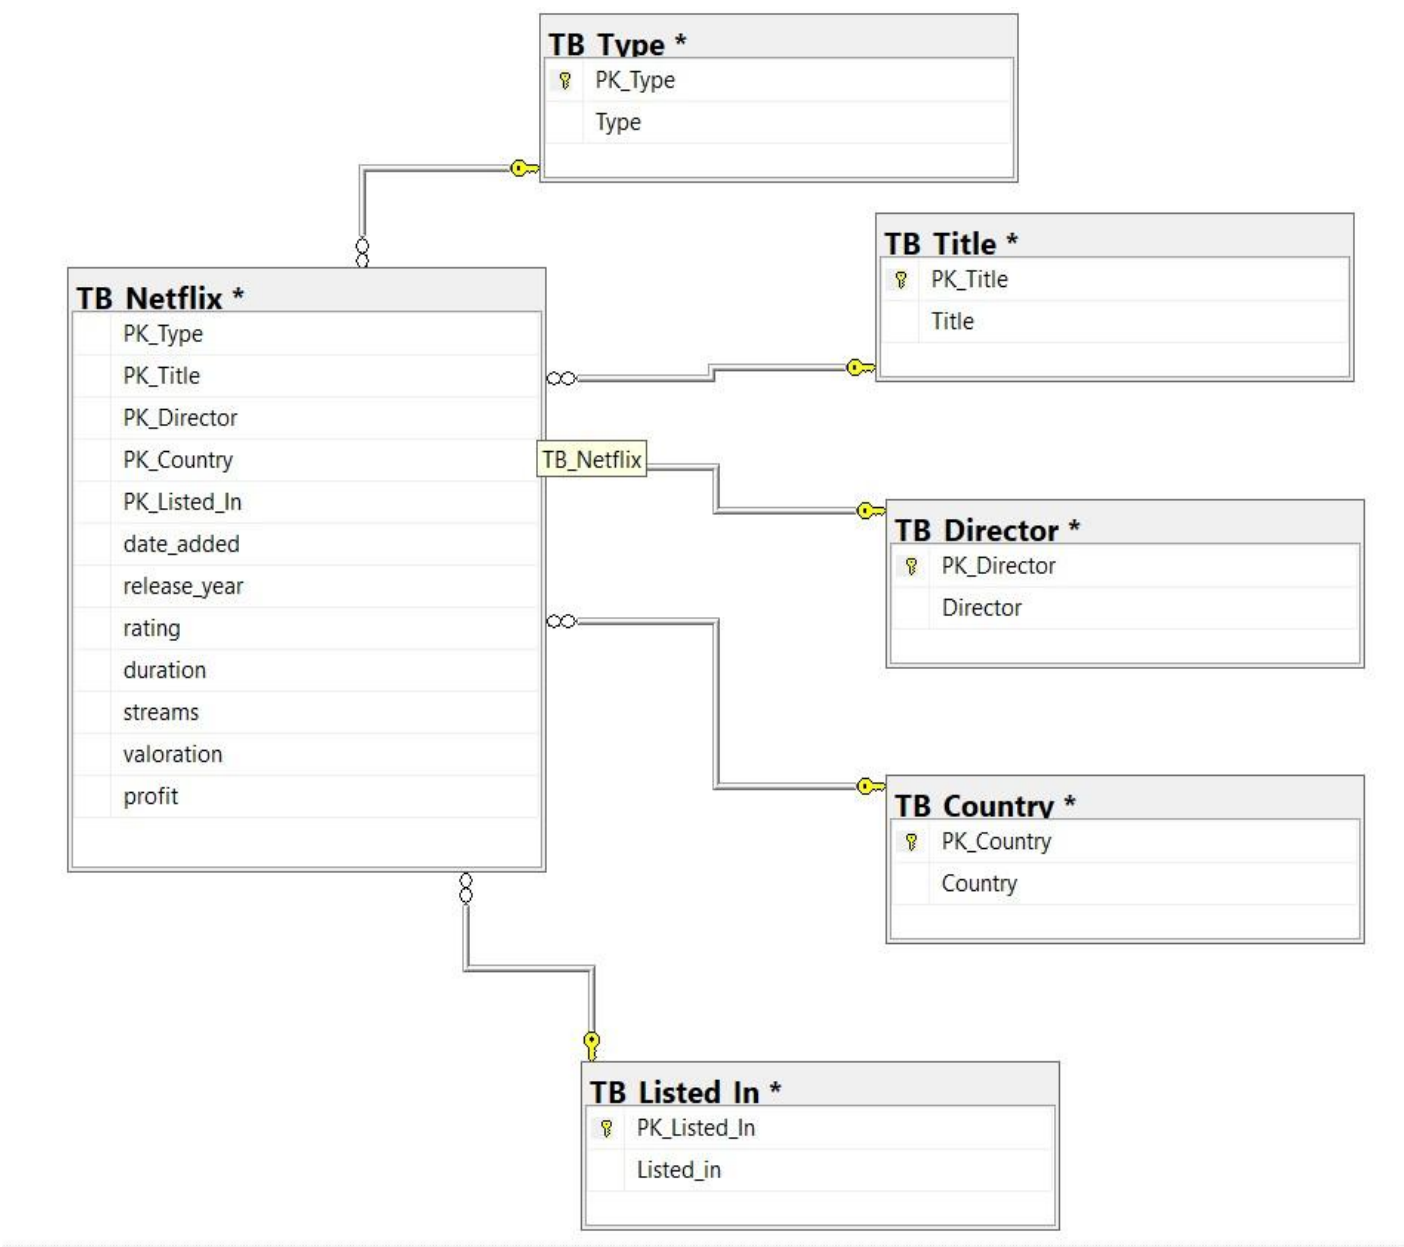 TB_Type *
PK_Type
Type
TB_Title *
PK_Title
Title
TB_Netflix *
PK_Type
PK_Title
PK_Director
PK_Country
PK_Listed_In
date_added
release_year
rating
duration
streams
valoration
profit
TB_Netflix
TB_Director *
PK_Director
Director
TB_Country *
PK_Country
Country
TB_Listed_In *
PK_Listed_In
Listed_in